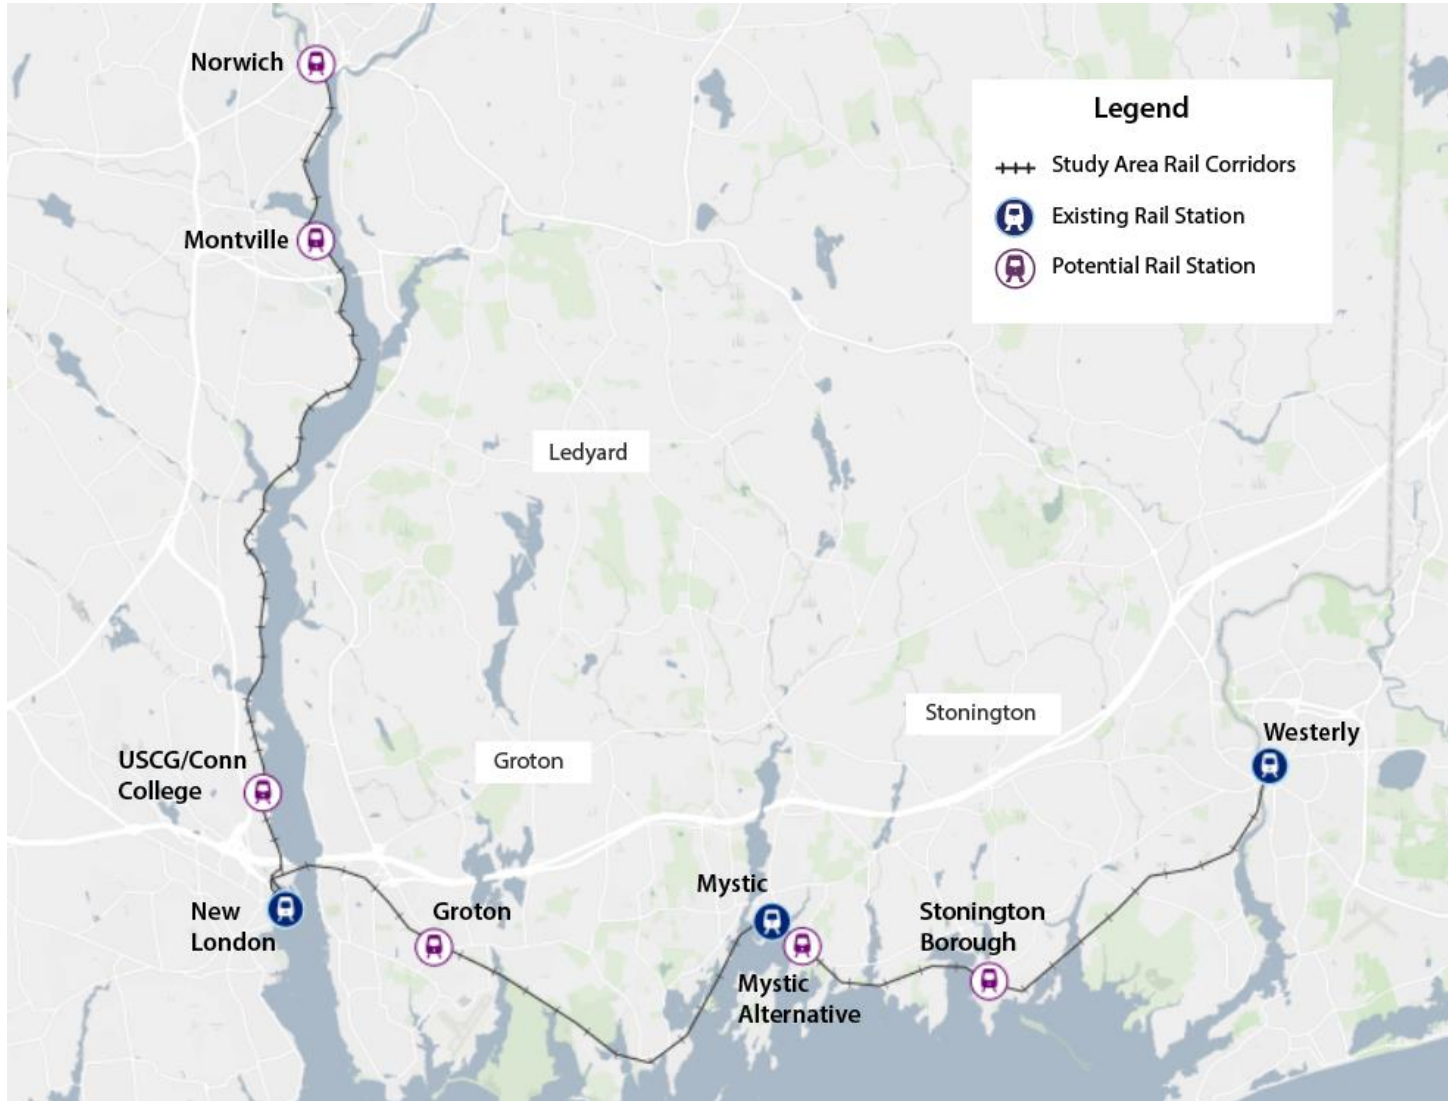 Norwich
Legend
Study Area Rail Corridors
Existing Rail Station
Potential Rail Station
Montville
Ledyard
Stonington
Westerly
Groton
USCG/Conn
College
Mystic
New
London
Groton
Stonington
Borough
Mystic
Alternative